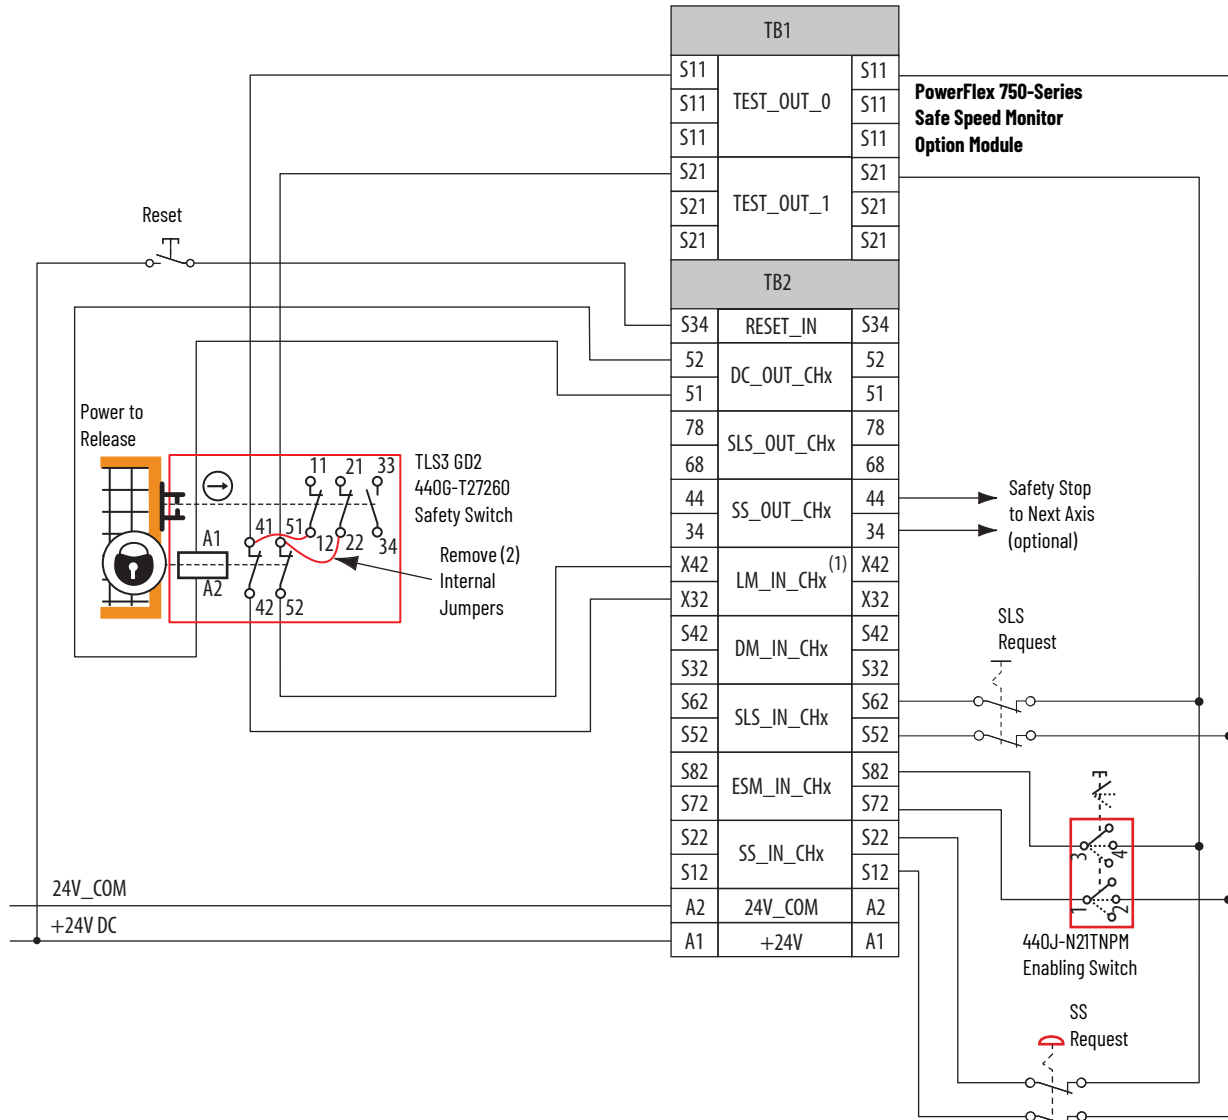 TB1
S11 TEST_OUT_0 S11
S11 S11
S11 S11
S21 TEST_OUT_1 S21
S21 S21
S21 S21
PowerFlex 750-Series
Safe Speed Monitor
Option Module
Reset
TB2
S34 RESET_IN S34
52 DC_OUT_CHx 52
51 51
78 SLS_OUT_CHx 78
68 68
44 SS_OUT_CHx 44
34 34
X42 LM_IN_CHx (1) X42
X32 X32
S42 DM_IN_CHx S42
S32 S32
S62 SLS_IN_CHx S62
S52 S52
S82 ESM_IN_CHx S82
S72 S72
S22 SS_IN_CHx S22
S12 S12
A2 24V_COM A2
A1 +24V A1
Power to
Release
11 21 33
TLS3 GD2
440G-T27260
Safety Switch
41 51 12 22 34
A1
A2
42 52
Remove (2)
Internal
Jumpers
Safety Stop
to Next Axis
(optional)
SLS
Request
3 4
1 2
440J-N21TNPM
Enabling Switch
24V_COM
+24V DC
SS
Request